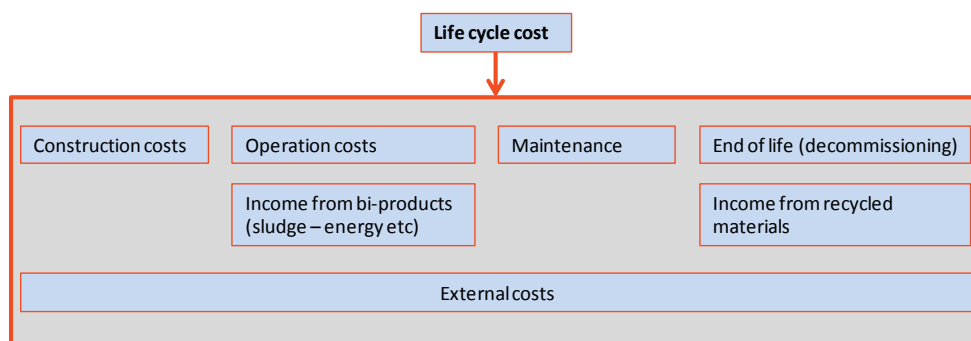 Life cycle cost
Construction costs
Operation costs
Maintenance
End of life (decommissioning)
Income from bi-products
(sludge – energy etc)
Income from recycled
materials
External costs